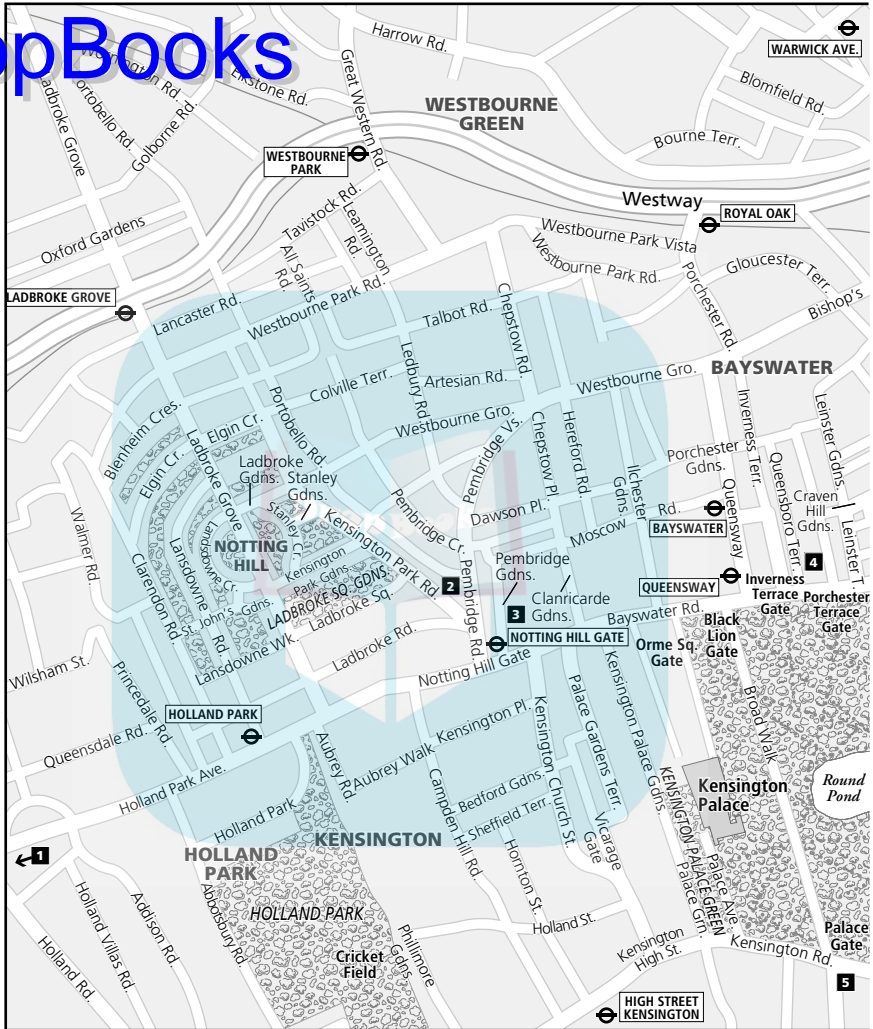 opBooks
Harrow Rd.
WARWICK AVE.
Great Western Rd.
Elkstone Rd.
Blomfield Rd.
Ladbroke Grove
Portobello Rd.
Golborne Rd.
WESTBOURNE
GREEN
Bourne Terr.
WESTBOURNE
PARK
Westway
ROYAL OAK
Tavistock Rd.
Leamington
Rd.
All Saints
Rd.
Oxford Gardens
Westbourne Park Vista
Westbourne Park Rd.
Porchester Rd.
Gloucester Terr.
Bishop's
LADBROKE GROVE
Lancaster Rd.
Westbourne Park Rd.
Talbot Rd.
Chepstow Rd.
Ledbury Rd.
Colville Terr.
Artesian Rd.
Westbourne Gro.
BAYSWATER
Blenheim Cres.
Elgin Cr.
Portobello Rd.
Westbourne Gro.
Pembridge Vs.
Chepstow Pl.
Hereford Rd.
Inverness Terr.
Leinster Gdns.
Elgin Cr.
Ladbroke Grove
Ladbroke
Gdns.
Stanley
Gdns.
Porchester
Gdns.
Ilchester
Gdns.
Queensway
Queensboro Terr.
Craven
Hill
Gdns.
Leinster T.
Walmer Rd.
Stanley Cr.
Kensington Park Rd.
Pembridge Cr.
Dawson Pl.
Moscow Rd.
BAYSWATER
Lansdowne Cr.
NOTTING
HILL
Kensington
Park Gdns.
Clarendon Rd.
Lansdowne Rd.
LADBROKE SQ. GDNS.
Ladbroke Sq.
2
Pembridge Rd.
Pembridge
Gdns.
Clanricarde
Gdns.
3
4
QUEENSWAY
Inverness
Terrace
Gate
Porchester
Terrace
Gate
St. John's Gdns.
Lansdowne Wk.
Ladbroke Rd.
NOTTING HILL GATE
Bayswater Rd.
Black
Lion
Gate
Orme Sq.
Gate
Wilsham St.
Princedale Rd.
Notting Hill Gate
HOLLAND PARK
Queensdale Rd.
Holland Park Ave.
Aubrey Rd.
Aubrey Walk
Kensington Pl.
Kensington Church St.
Palace Gardens Terr.
Kensington Palace Gdns.
Broad Walk
Campden Hill Rd
Bedford Gdns.
Sheffield Terr.
Hornton St.
Vicarage
Gate
KENSINGTON PALACE GREEN
Kensington
Palace
Round
Pond
Holland Park
KENSINGTON
HOLLAND
PARK
1
Palace Ave.
Palace Grn.
Holland Villas Rd.
Addison Rd.
Abbotsbury Rd.
HOLLAND PARK
Phillimore
Gdns.
Holland St.
Holland Rd.
Cricket
Field
Kensington
High St.
Kensington Rd.
Palace
Gate
5
HIGH STREET
KENSINGTON